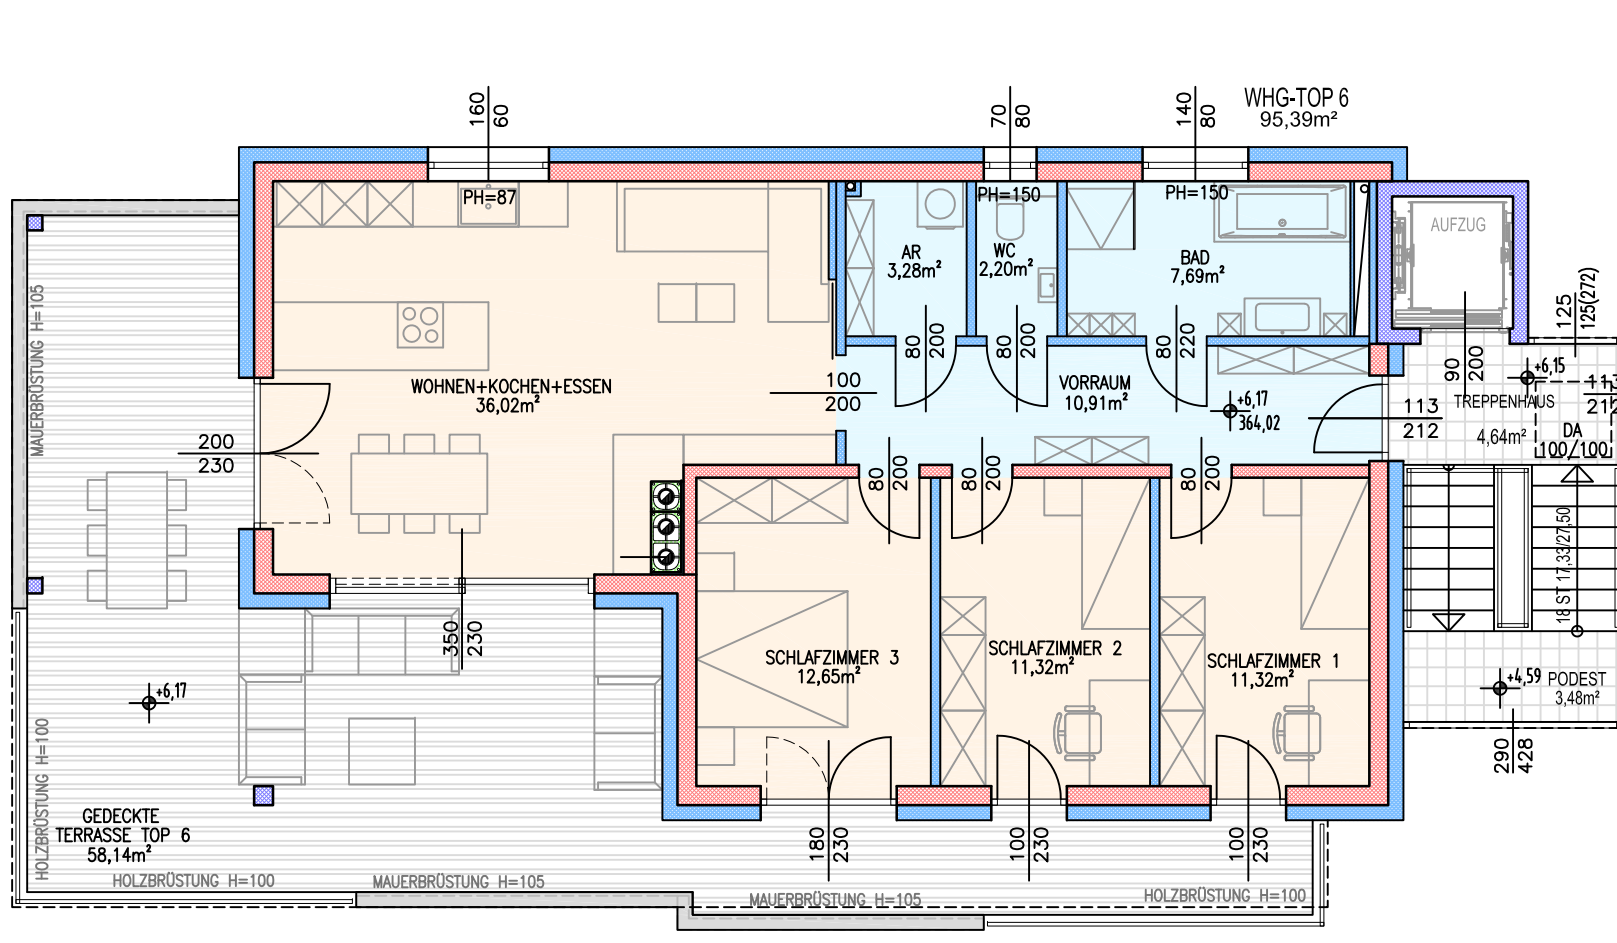 160
60
70
80
140
80
WHG-TOP 6
95,39m²
PH=87
PH=150
PH=150
AUFZUG
AR
3,28m²
WC
2,20m²
BAD
7,69m²
125
125(272)
MAUERBRÜSTUNG H=105
80
200
80
200
80
220
90
200
+6,15
WOHNEN+KOCHEN+ESSEN
36,02m²
100
200
VORRAUM
10,91m²
+6,17
364,02
113
212
TREPPENHAUS
4,64m²
113
212
DA
100/100
200
230
80
200
80
200
80
200
18 ST 17,33/27,50
350
230
SCHLAFZIMMER 3
12,65m²
SCHLAFZIMMER 2
11,32m²
SCHLAFZIMMER 1
11,32m²
+6,17
+4,59
PODEST
3,48m²
290
428
HOLZBRÜSTUNG H=100
GEDECKTE
TERRASSE TOP 6
58,14m²
180
230
100
230
100
230
HOLZBRÜSTUNG H=100
MAUERBRÜSTUNG H=105
MAUERBRÜSTUNG H=105
HOLZBRÜSTUNG H=100